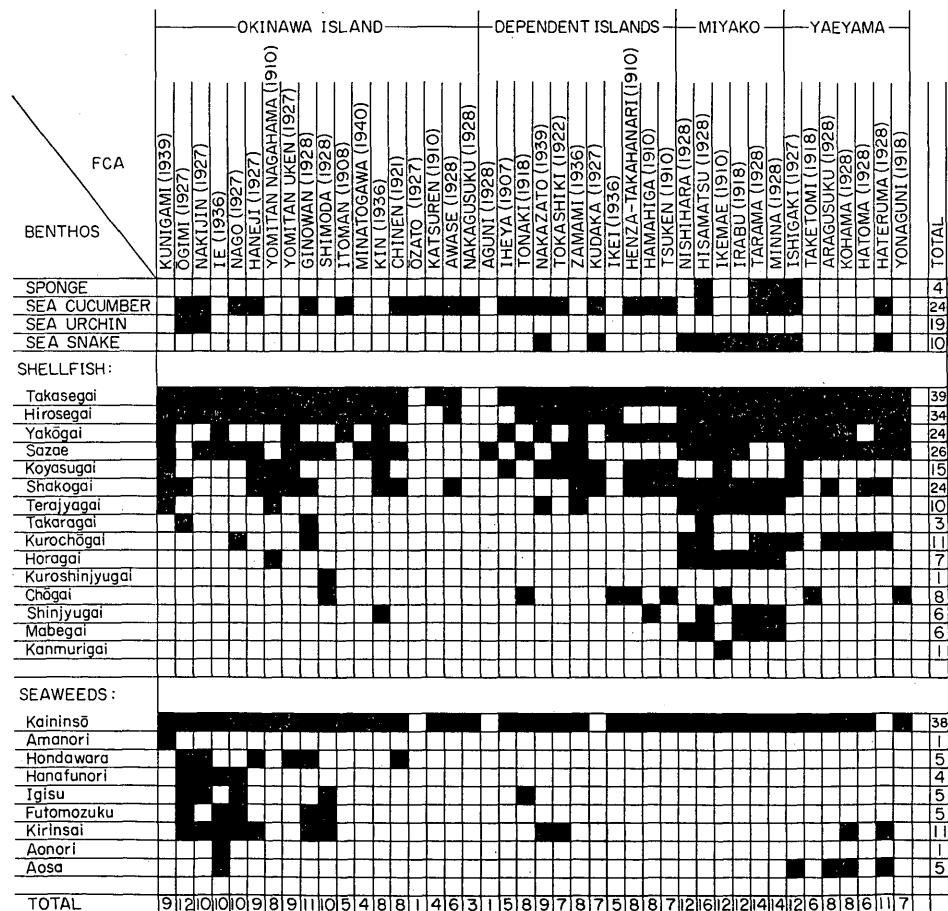 OKINAWA ISLAND DEPENDENT ISLANDS MIYAKO YAEYAMA
FCA
BENTHOS
KUNIGAMI (1939)
ŌGIMI (1927)
NAKIJIN (1927)
IE (1936)
NAGO (1927)
HANEJI (1927)
YOMITAN NAGAHAMA (1910)
YOMITAN UKEN (1927)
GINOWAN (1928)
SHIMODA (1928)
ITOMAN (1908)
MINATOGAWA (1940)
KIN (1936)
CHINEN (1921)
ŌZATO (1927)
KATSUREN (1910)
AWASE (1928)
NAKAGUSUKU (1928)
AGUNI (1928)
IHEYA (1907)
TONAKI (1918)
NAKAZATO (1939)
TOKASHIKI (1922)
ZAMAMI (1936)
KUDAKA (1927)
IKEI (1936)
HENZA-TAKAHANARI (1910)
HAMAHIGA (1910)
TSUKEN (1910)
NISHIHARA (1928)
HISAMATSU (1928)
IKEMAE (1910)
IRABU (1918)
TARAMA (1928)
MINNA (1928)
ISHIGAKI (1927)
TAKETOMI (1918)
ARAGUSUKU (1928)
KOHAMA (1928)
HATOMA (1928)
HATERUMA (1928)
YONAGUNI (1918)
TOTAL
SPONGE 4
SEA CUCUMBER 24
SEA URCHIN 19
SEA SNAKE 10
SHELLFISH:
Takasegai 39
Hirosegai 34
Yakōgai 24
Sazae 26
Koyasugai 15
Shakogai 24
Terajyagai 10
Takaragai 3
Kurochōgai 11
Horagai 7
Kuroshinjyugai 1
Chōgai 8
Shinjyugai 6
Mabegai 6
Kanmurigai 1
SEAWEEDS:
Kaininsō 38
Amanori 1
Hondawara 5
Hanafunori 4
Igisu 5
Futomozuku 5
Kirinsai 11
Aonori 1
Aosa 5
TOTAL 9 12 10 10 10 9 8 9 11 10 5 4 8 8 1 4 6 3 1 5 8 9 7 8 7 8 8 7 12 16 12 11 14 14 12 6 8 8 6 11 7